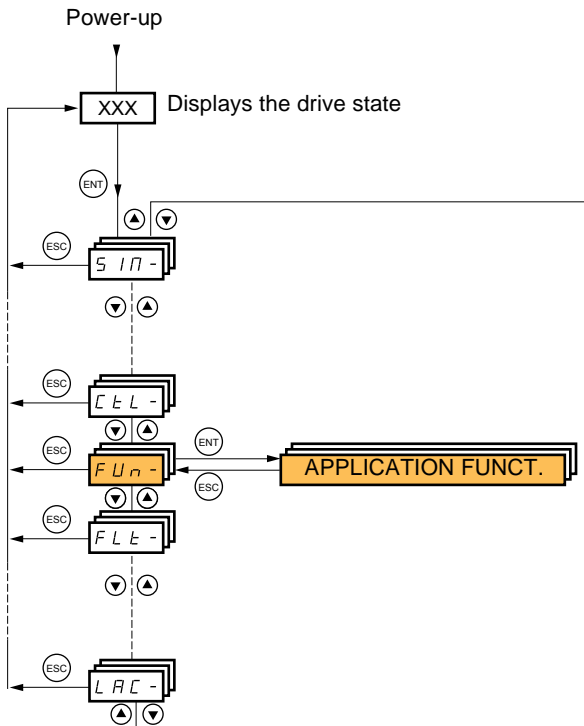 Power-up
XXX Displays the drive state
ENT
ESC
SIM-
ESC
CtL-
ESC
ENT
FUn-
APPLICATION FUNCT.
ESC
ESC
FLt-
ESC
LAC-